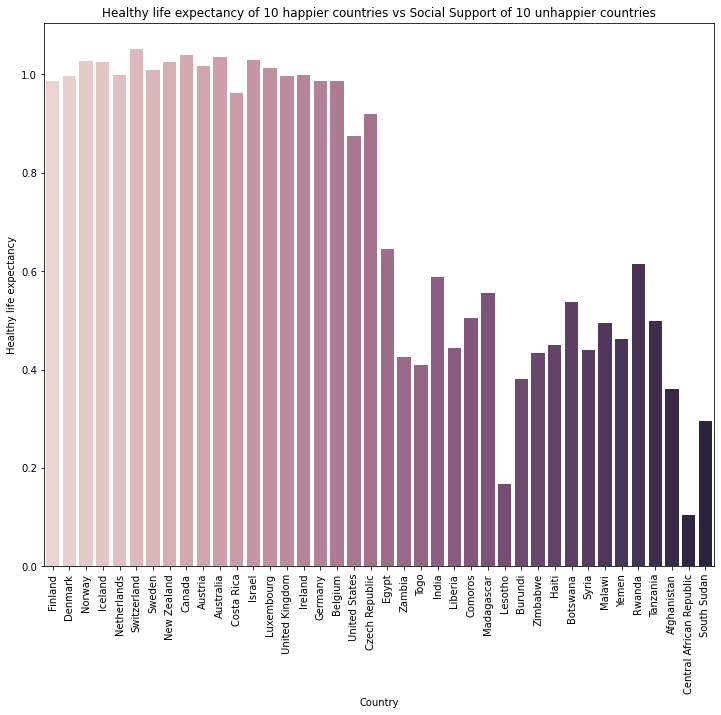 Healthy life expectancy of 10 happier countries vs Social Support of 10 unhappier countries
Healthy life expectancy
1.0
0.8
0.6
0.4
0.2
0.0
Finland
Denmark
Norway
Iceland
Netherlands
Switzerland
Sweden
New Zealand
Canada
Austria
Australia
Costa Rica
Israel
Luxembourg
United Kingdom
Ireland
Germany
Belgium
United States
Czech Republic
Egypt
Zambia
Togo
India
Liberia
Comoros
Madagascar
Lesotho
Burundi
Zimbabwe
Haiti
Botswana
Syria
Malawi
Yemen
Rwanda
Tanzania
Afghanistan
Central African Republic
South Sudan
Country